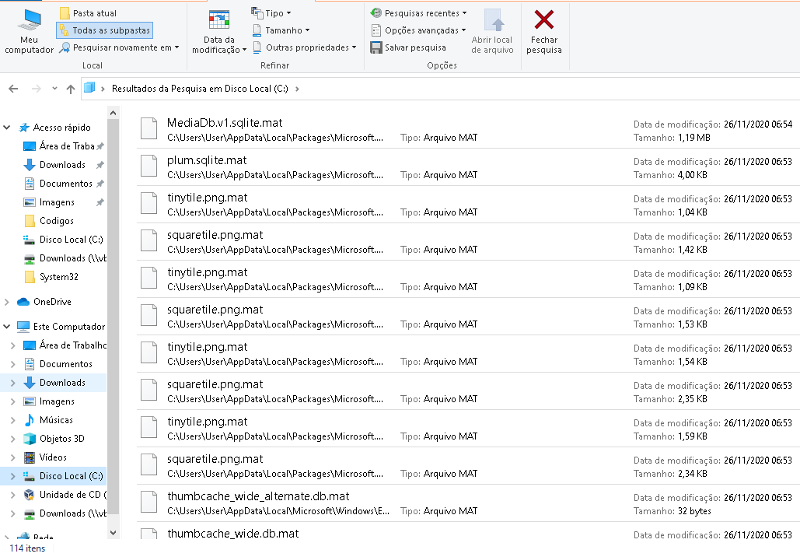 Meu computador
Pasta atual
Todas as subpastas
Pesquisar novamente em
Local
Data da modificação
Tipo
Tamanho
Outras propriedades
Refinar
Pesquisas recentes
Opções avançadas
Salvar pesquisa
Abrir local de arquivo
Opções
Fechar pesquisa
Resultados da Pesquisa em Disco Local (C:)
Acesso rápido
Área de Traba
Downloads
Documentos
Imagens
Codigos
Disco Local (C:)
Downloads (\\vb
System32
OneDrive
Este Computador
Área de Trabalho
Documentos
Downloads
Imagens
Músicas
Objetos 3D
Vídeos
Disco Local (C:)
Unidade de CD (
Downloads (\\vb
Rede
MediaDb.v1.sqlite.mat Data de modificação: 26/11/2020 06:54
C:\Users\User\AppData\Local\Packages\Microsoft.... Tipo: Arquivo MAT Tamanho: 1,19 MB
plum.sqlite.mat Data de modificação: 26/11/2020 06:53
C:\Users\User\AppData\Local\Packages\Microsoft.... Tipo: Arquivo MAT Tamanho: 4,00 KB
tinytile.png.mat Data de modificação: 26/11/2020 06:53
C:\Users\User\AppData\Local\Packages\Microsoft.... Tipo: Arquivo MAT Tamanho: 1,04 KB
squaretile.png.mat Data de modificação: 26/11/2020 06:53
C:\Users\User\AppData\Local\Packages\Microsoft.... Tipo: Arquivo MAT Tamanho: 1,42 KB
tinytile.png.mat Data de modificação: 26/11/2020 06:53
C:\Users\User\AppData\Local\Packages\Microsoft.... Tipo: Arquivo MAT Tamanho: 1,09 KB
squaretile.png.mat Data de modificação: 26/11/2020 06:53
C:\Users\User\AppData\Local\Packages\Microsoft.... Tipo: Arquivo MAT Tamanho: 1,53 KB
tinytile.png.mat Data de modificação: 26/11/2020 06:53
C:\Users\User\AppData\Local\Packages\Microsoft.... Tipo: Arquivo MAT Tamanho: 1,54 KB
squaretile.png.mat Data de modificação: 26/11/2020 06:53
C:\Users\User\AppData\Local\Packages\Microsoft.... Tipo: Arquivo MAT Tamanho: 2,35 KB
tinytile.png.mat Data de modificação: 26/11/2020 06:53
C:\Users\User\AppData\Local\Packages\Microsoft.... Tipo: Arquivo MAT Tamanho: 1,59 KB
squaretile.png.mat Data de modificação: 26/11/2020 06:53
C:\Users\User\AppData\Local\Packages\Microsoft.... Tipo: Arquivo MAT Tamanho: 2,34 KB
thumbcache_wide_alternate.db.mat Data de modificação: 26/11/2020 06:53
C:\Users\User\AppData\Local\Microsoft\Windows\E... Tipo: Arquivo MAT Tamanho: 32 bytes
thumbcache_wide.db.mat Data de modificação: 26/11/2020 06:53
114 itens